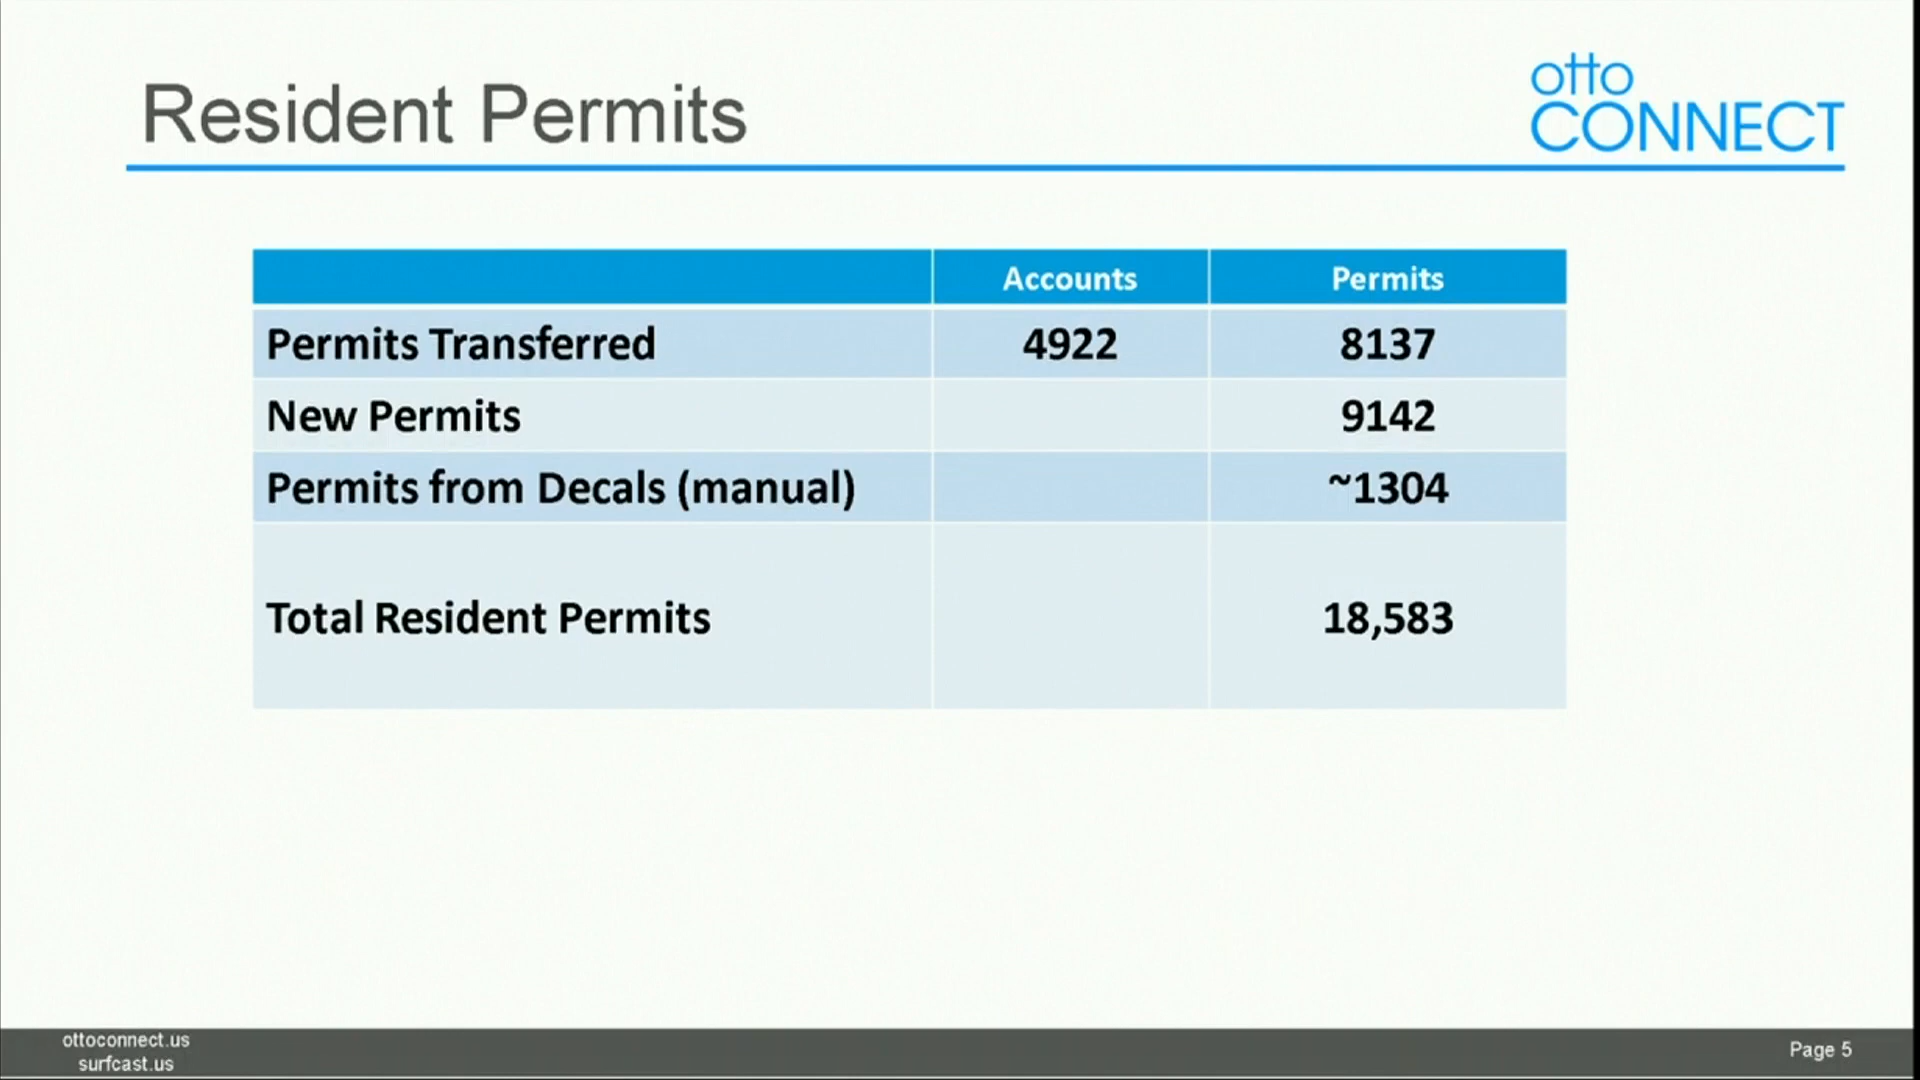 Resident Permits
otto
CONNECT
Accounts Permits
Permits Transferred 4922 8137
New Permits 9142
Permits from Decals (manual) ~1304
Total Resident Permits 18,583
ottoconnect.us
surfcast.us
Page 5